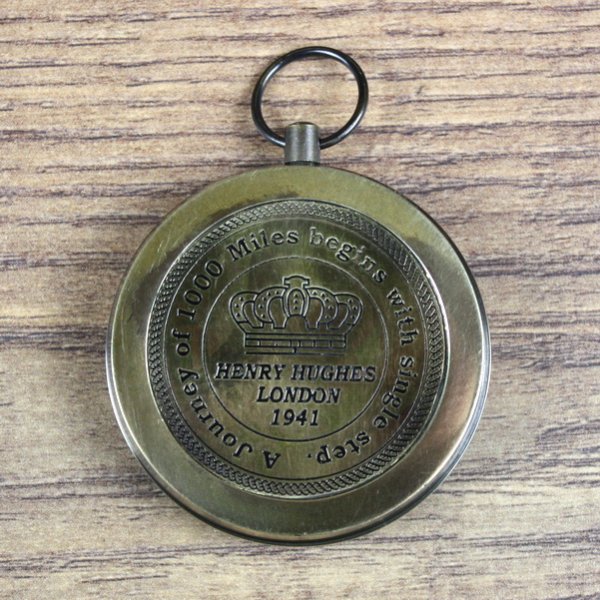 A Journey of 1000 Miles begins with single step.
HENRY HUGHES
LONDON
1941